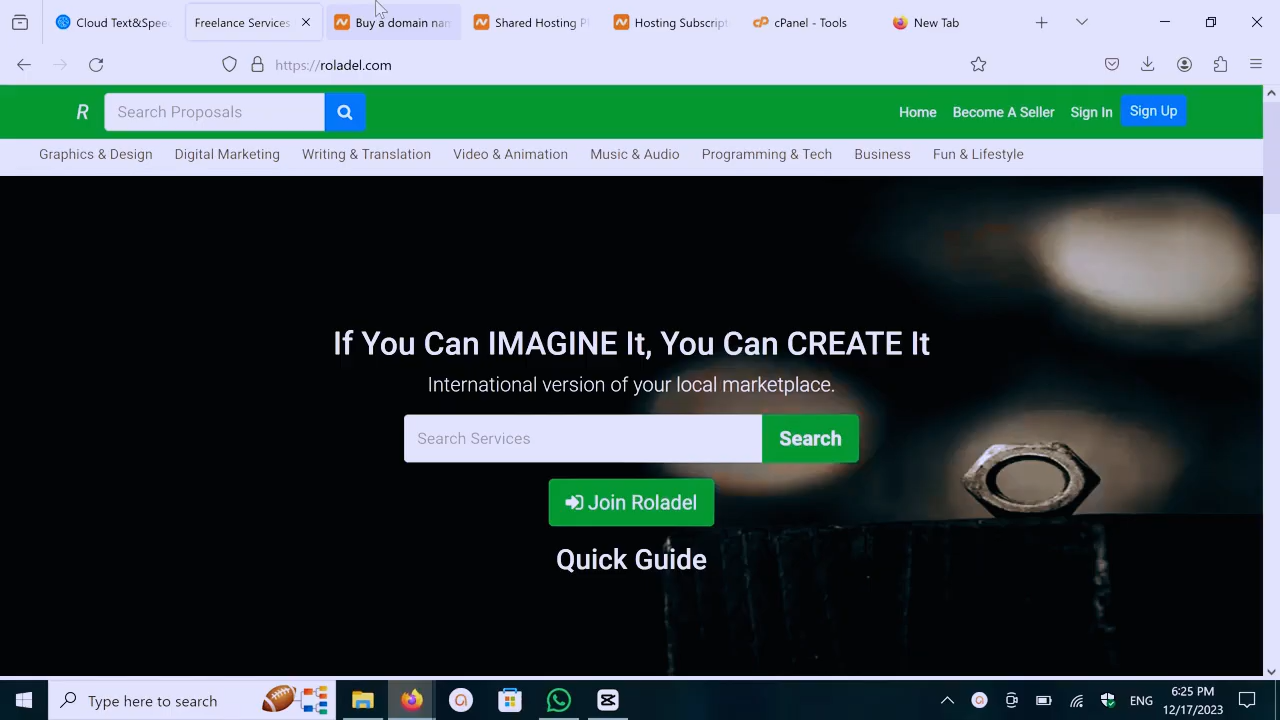 Cloud Text&Spee
Freelance Services
Buy a domain nam
Shared Hosting P
Hosting Subscript
cPanel - Tools
New Tab
https://roladel.com
R
Search Proposals
Home
Become A Seller
Sign In
Sign Up
Graphics & Design
Digital Marketing
Writing & Translation
Video & Animation
Music & Audio
Programming & Tech
Business
Fun & Lifestyle
If You Can IMAGINE It, You Can CREATE It
International version of your local marketplace.
Search Services
Search
Join Roladel
Quick Guide
Type here to search
ENG
6:25 PM
12/17/2023